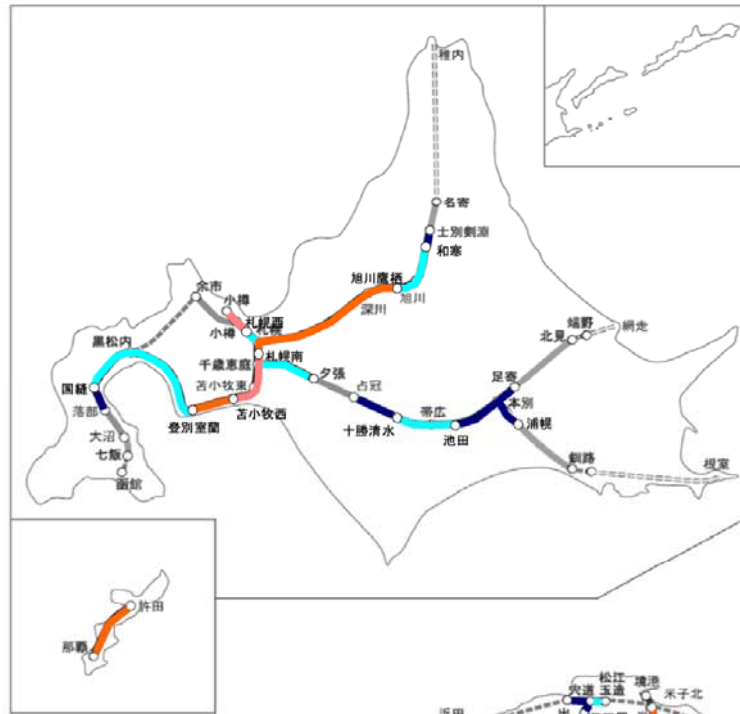 稚内
名寄
士別剣淵
和寒
旭川鷹栖
旭川
深川
余市
小樽
札幌西
小樽
札幌
黒松内
千歳恵庭
札幌南
端野
網走
北見
夕張
足寄
国縫
苫小牧東
占冠
本別
落部
苫小牧西
帯広
登別室蘭
十勝清水
池田
浦幌
大沼
七飯
釧路
函館
根室
許田
那覇
松江
穴道
玉造
境港
米子北
浜田
出